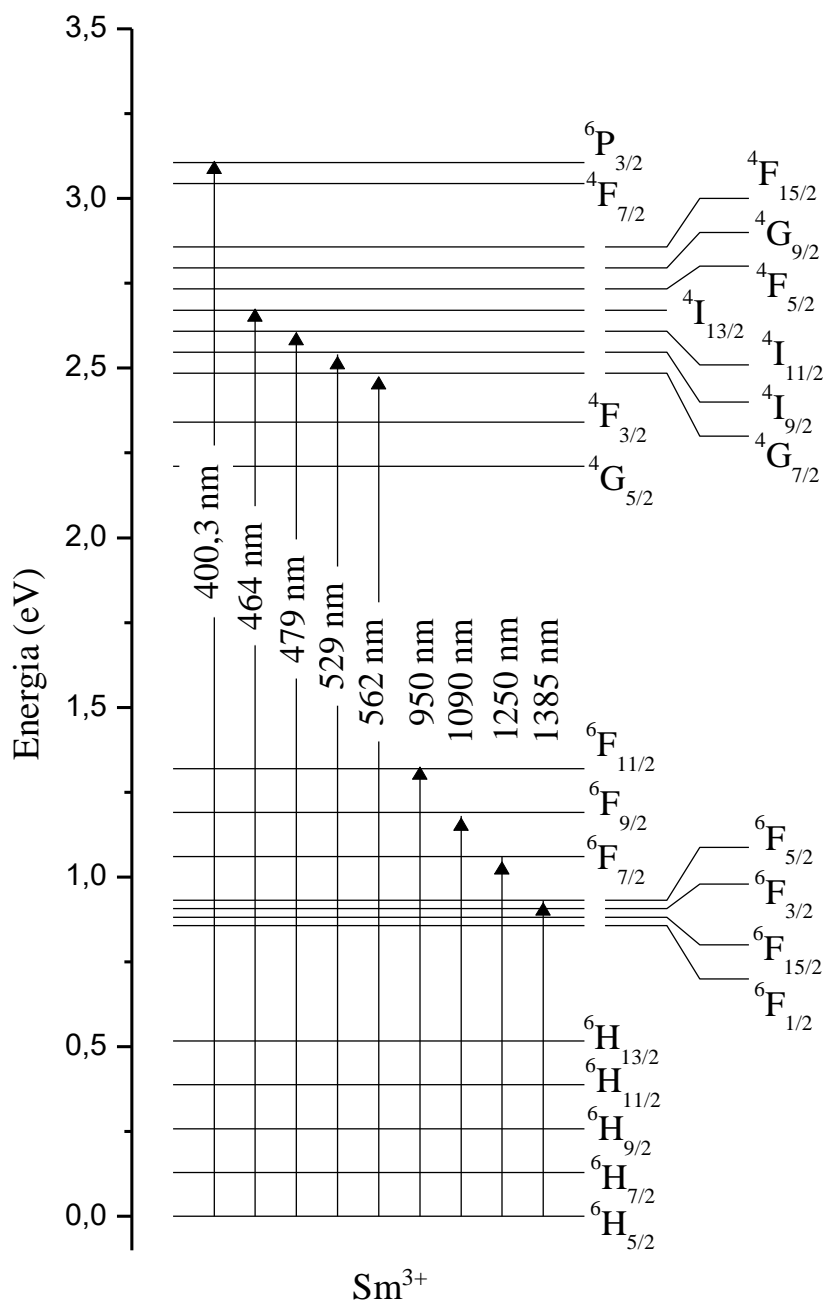 3,5
3,0
2,5
2,0
1,5
1,0
0,5
0,0
Energia (eV)
⁶P₃/₂
⁴F₇/₂
⁴F₁₅/₂
⁴G₉/₂
⁴F₅/₂
⁴I₁₃/₂
⁴I₁₁/₂
⁴I₉/₂
⁴G₇/₂
⁴F₃/₂
⁴G₅/₂
400,3 nm
464 nm
479 nm
529 nm
562 nm
950 nm
1090 nm
1250 nm
1385 nm
⁶F₁₁/₂
⁶F₉/₂
⁶F₇/₂
⁶F₅/₂
⁶F₃/₂
⁶F₁₅/₂
⁶F₁/₂
⁶H₁₃/₂
⁶H₁₁/₂
⁶H₉/₂
⁶H₇/₂
⁶H₅/₂
Sm³⁺